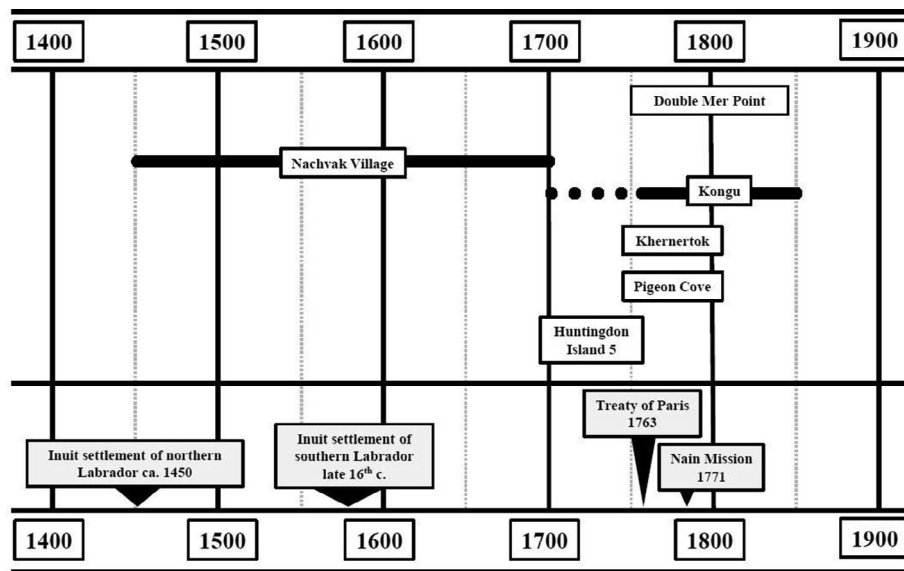 1400 1500 1600 1700 1800 1900
Double Mer Point
Nachvak Village
Kongu
Khernertok
Pigeon Cove
Huntingdon
Island 5
Treaty of Paris
1763
Inuit settlement of northern
Labrador ca. 1450
Inuit settlement of
southern Labrador
late 16th c.
Nain Mission
1771
1400 1500 1600 1700 1800 1900